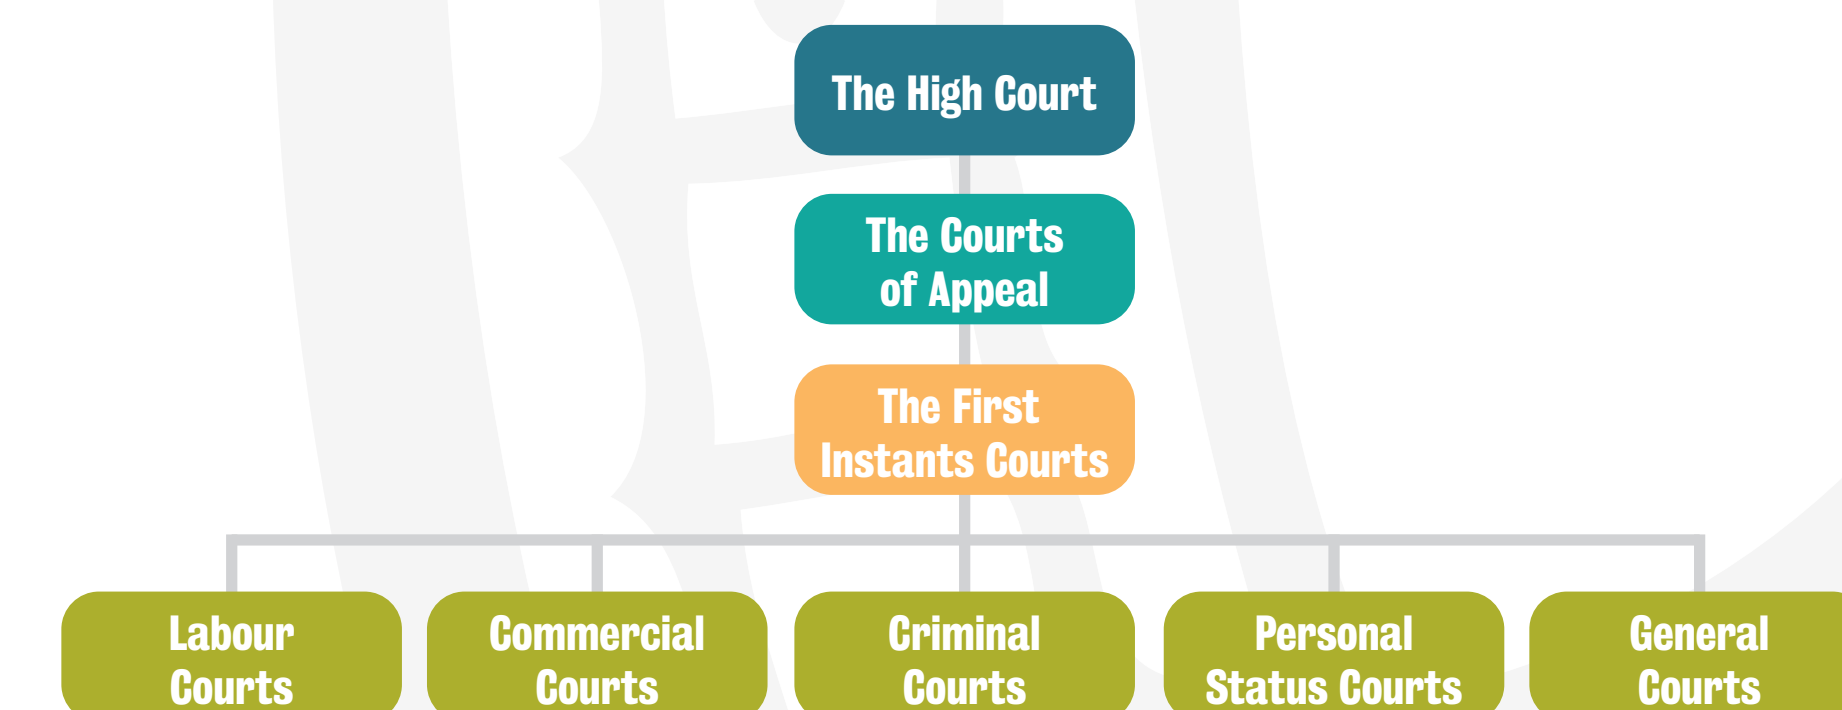 The High Court
The Courts
of Appeal
The First
Instants Courts
Labour
Courts
Commercial
Courts
Criminal
Courts
Personal
Status Courts
General
Courts